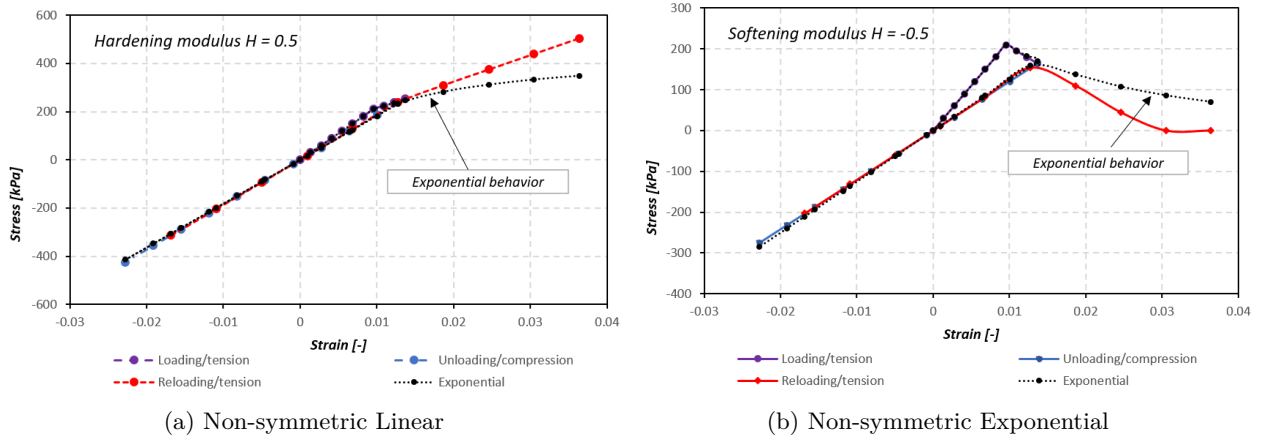 Hardening modulus H = 0.5
600
400
200
0
-200
-400
-600
Stress [kPa]
Exponential behavior
-0.03
-0.02
-0.01
0
0.01
0.02
0.03
0.04
Strain [-]
Loading/tension
Unloading/compression
Reloading/tension
Exponential
(a) Non-symmetric Linear
Softening modulus H = -0.5
300
200
100
0
-100
-200
-300
-400
Stress [kPa]
Exponential behavior
-0.03
-0.02
-0.01
0
0.01
0.02
0.03
0.04
Strain [-]
Loading/tension
Unloading/compression
Reloading/tension
Exponential
(b) Non-symmetric Exponential